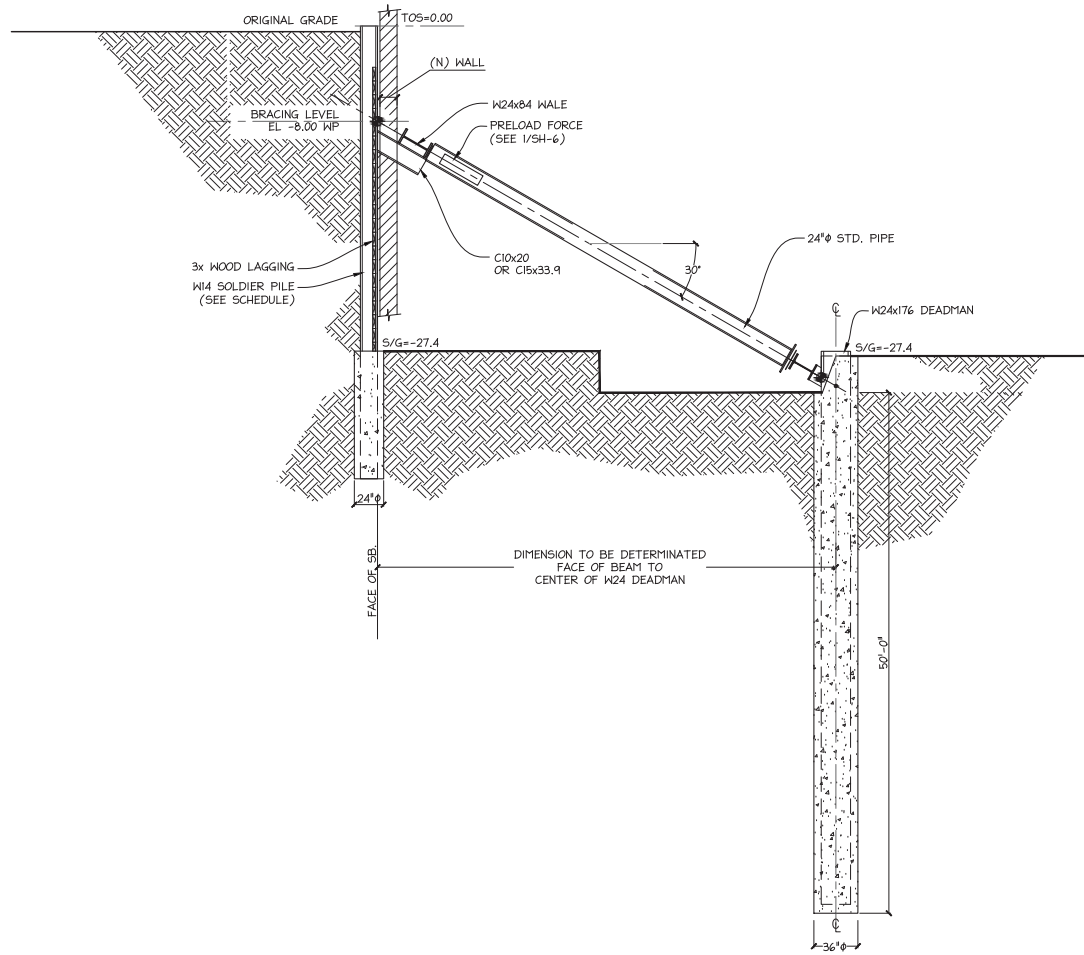 ORIGINAL GRADE
TOS=0.00
(N) WALL
BRACING LEVEL
EL -8.00 WP
W24x84 WALE
PRELOAD FORCE
(SEE 1/SH-6)
C10x20
OR C15x33.9
3x WOOD LAGGING
W14 SOLDIER PILE
(SEE SCHEDULE)
30°
24"φ STD. PIPE
℄
W24x176 DEADMAN
S/G=-27.4
S/G=-27.4
24"φ
FACE OF SB.
DIMENSION TO BE DETERMINATED
FACE OF BEAM TO
CENTER OF W24 DEADMAN
50'-0"
℄
36"φ